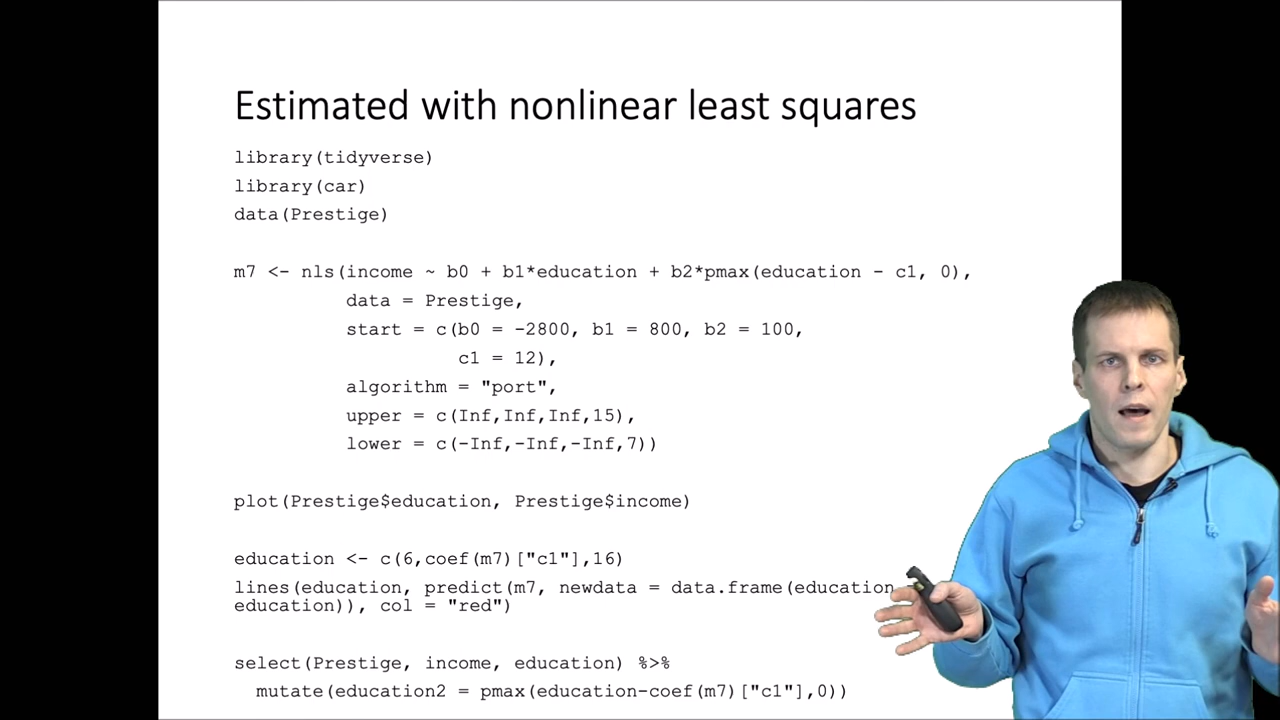 Estimated with nonlinear least squares
library(tidyverse)
library(car)
data(Prestige)
m7 <- nls(income ~ b0 + b1*education + b2*pmax(education - c1, 0),
data = Prestige,
start = c(b0 = -2800, b1 = 800, b2 = 100,
c1 = 12),
algorithm = "port",
upper = c(Inf,Inf,Inf,15),
lower = c(-Inf,-Inf,-Inf,7))
plot(Prestige$education, Prestige$income)
education <- c(6,coef(m7)["c1"],16)
lines(education, predict(m7, newdata = data.frame(education
education)), col = "red")
select(Prestige, income, education) %>%
mutate(education2 = pmax(education-coef(m7)["c1"],0))